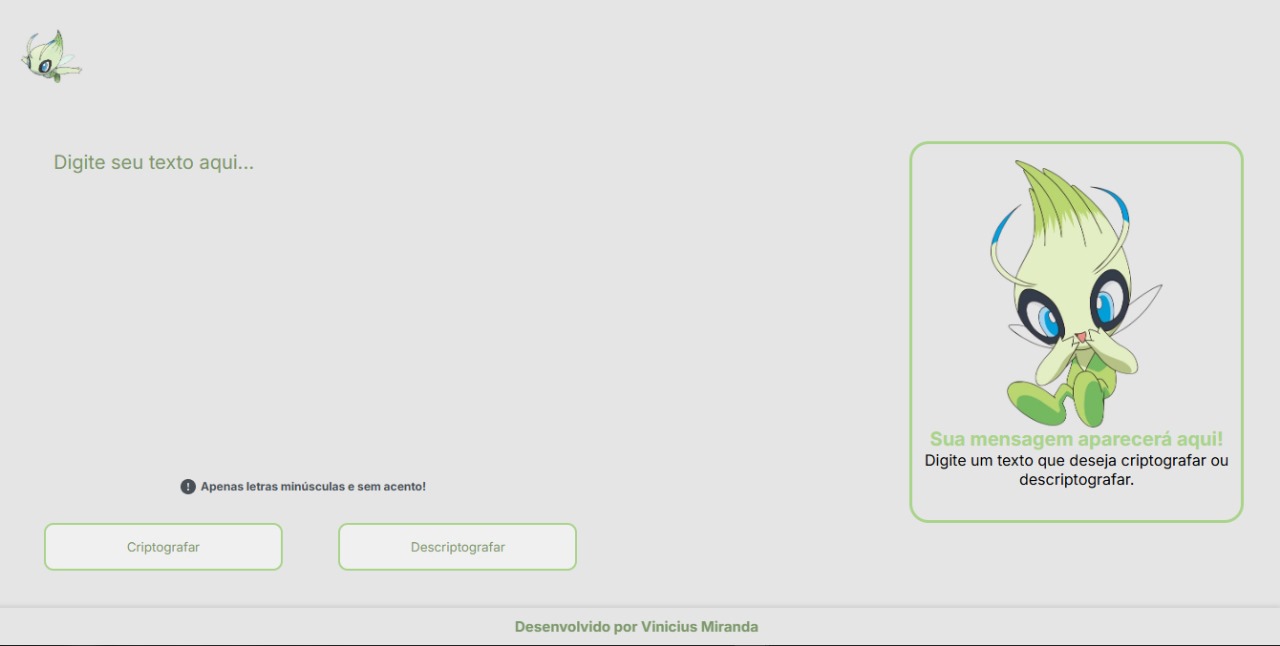 Digite seu texto aqui...
Sua mensagem aparecerá aqui!
Digite um texto que deseja criptografar ou
descriptografar.
Apenas letras minúsculas e sem acento!
Criptografar
Descriptografar
Desenvolvido por Vinicius Miranda